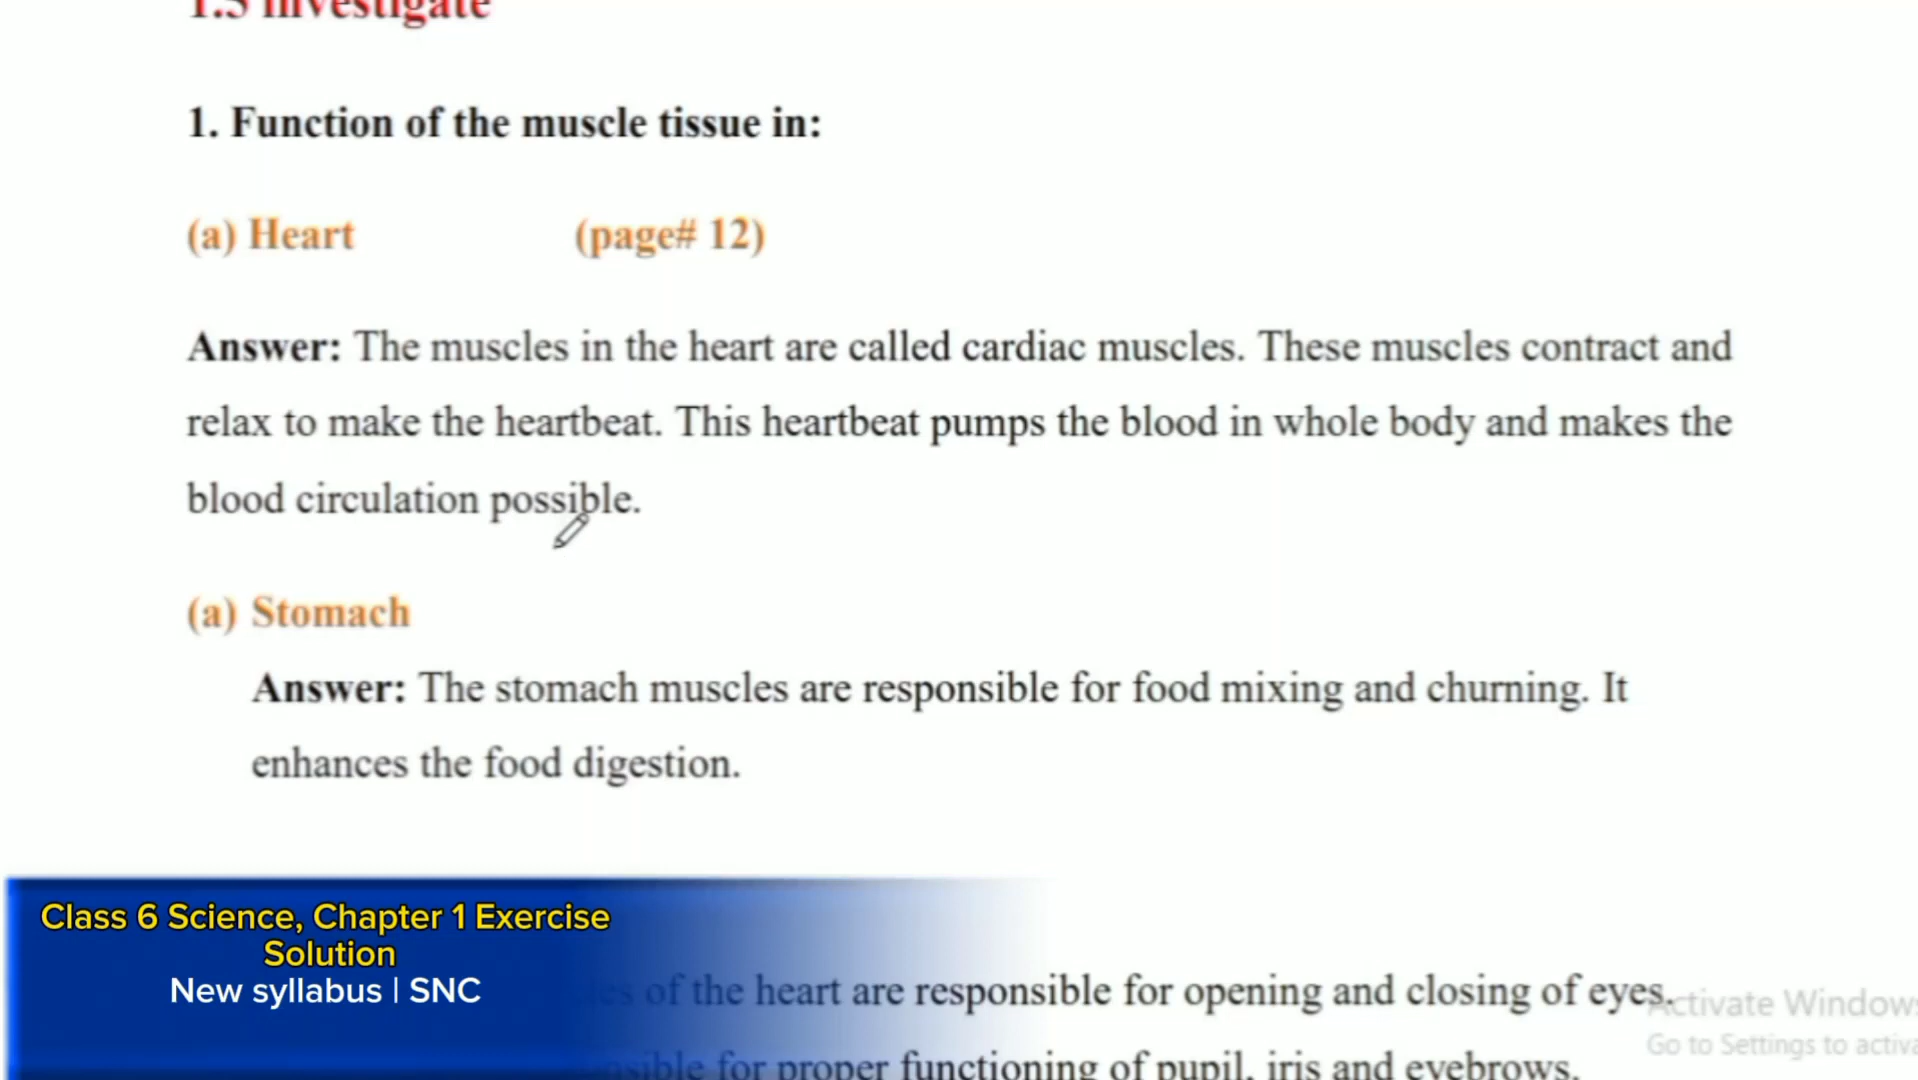 1.5 Investigate
1. Function of the muscle tissue in:
(a) Heart (page# 12)
Answer: The muscles in the heart are called cardiac muscles. These muscles contract and
relax to make the heartbeat. This heartbeat pumps the blood in whole body and makes the
blood circulation possible.
(a) Stomach
Answer: The stomach muscles are responsible for food mixing and churning. It
enhances the food digestion.
of the heart are responsible for opening and closing of eyes.
for proper functioning of pupil, iris and eyebrows.
Class 6 Science, Chapter 1 Exercise
Solution
New syllabus | SNC
Activate Windows
Go to Settings to activa